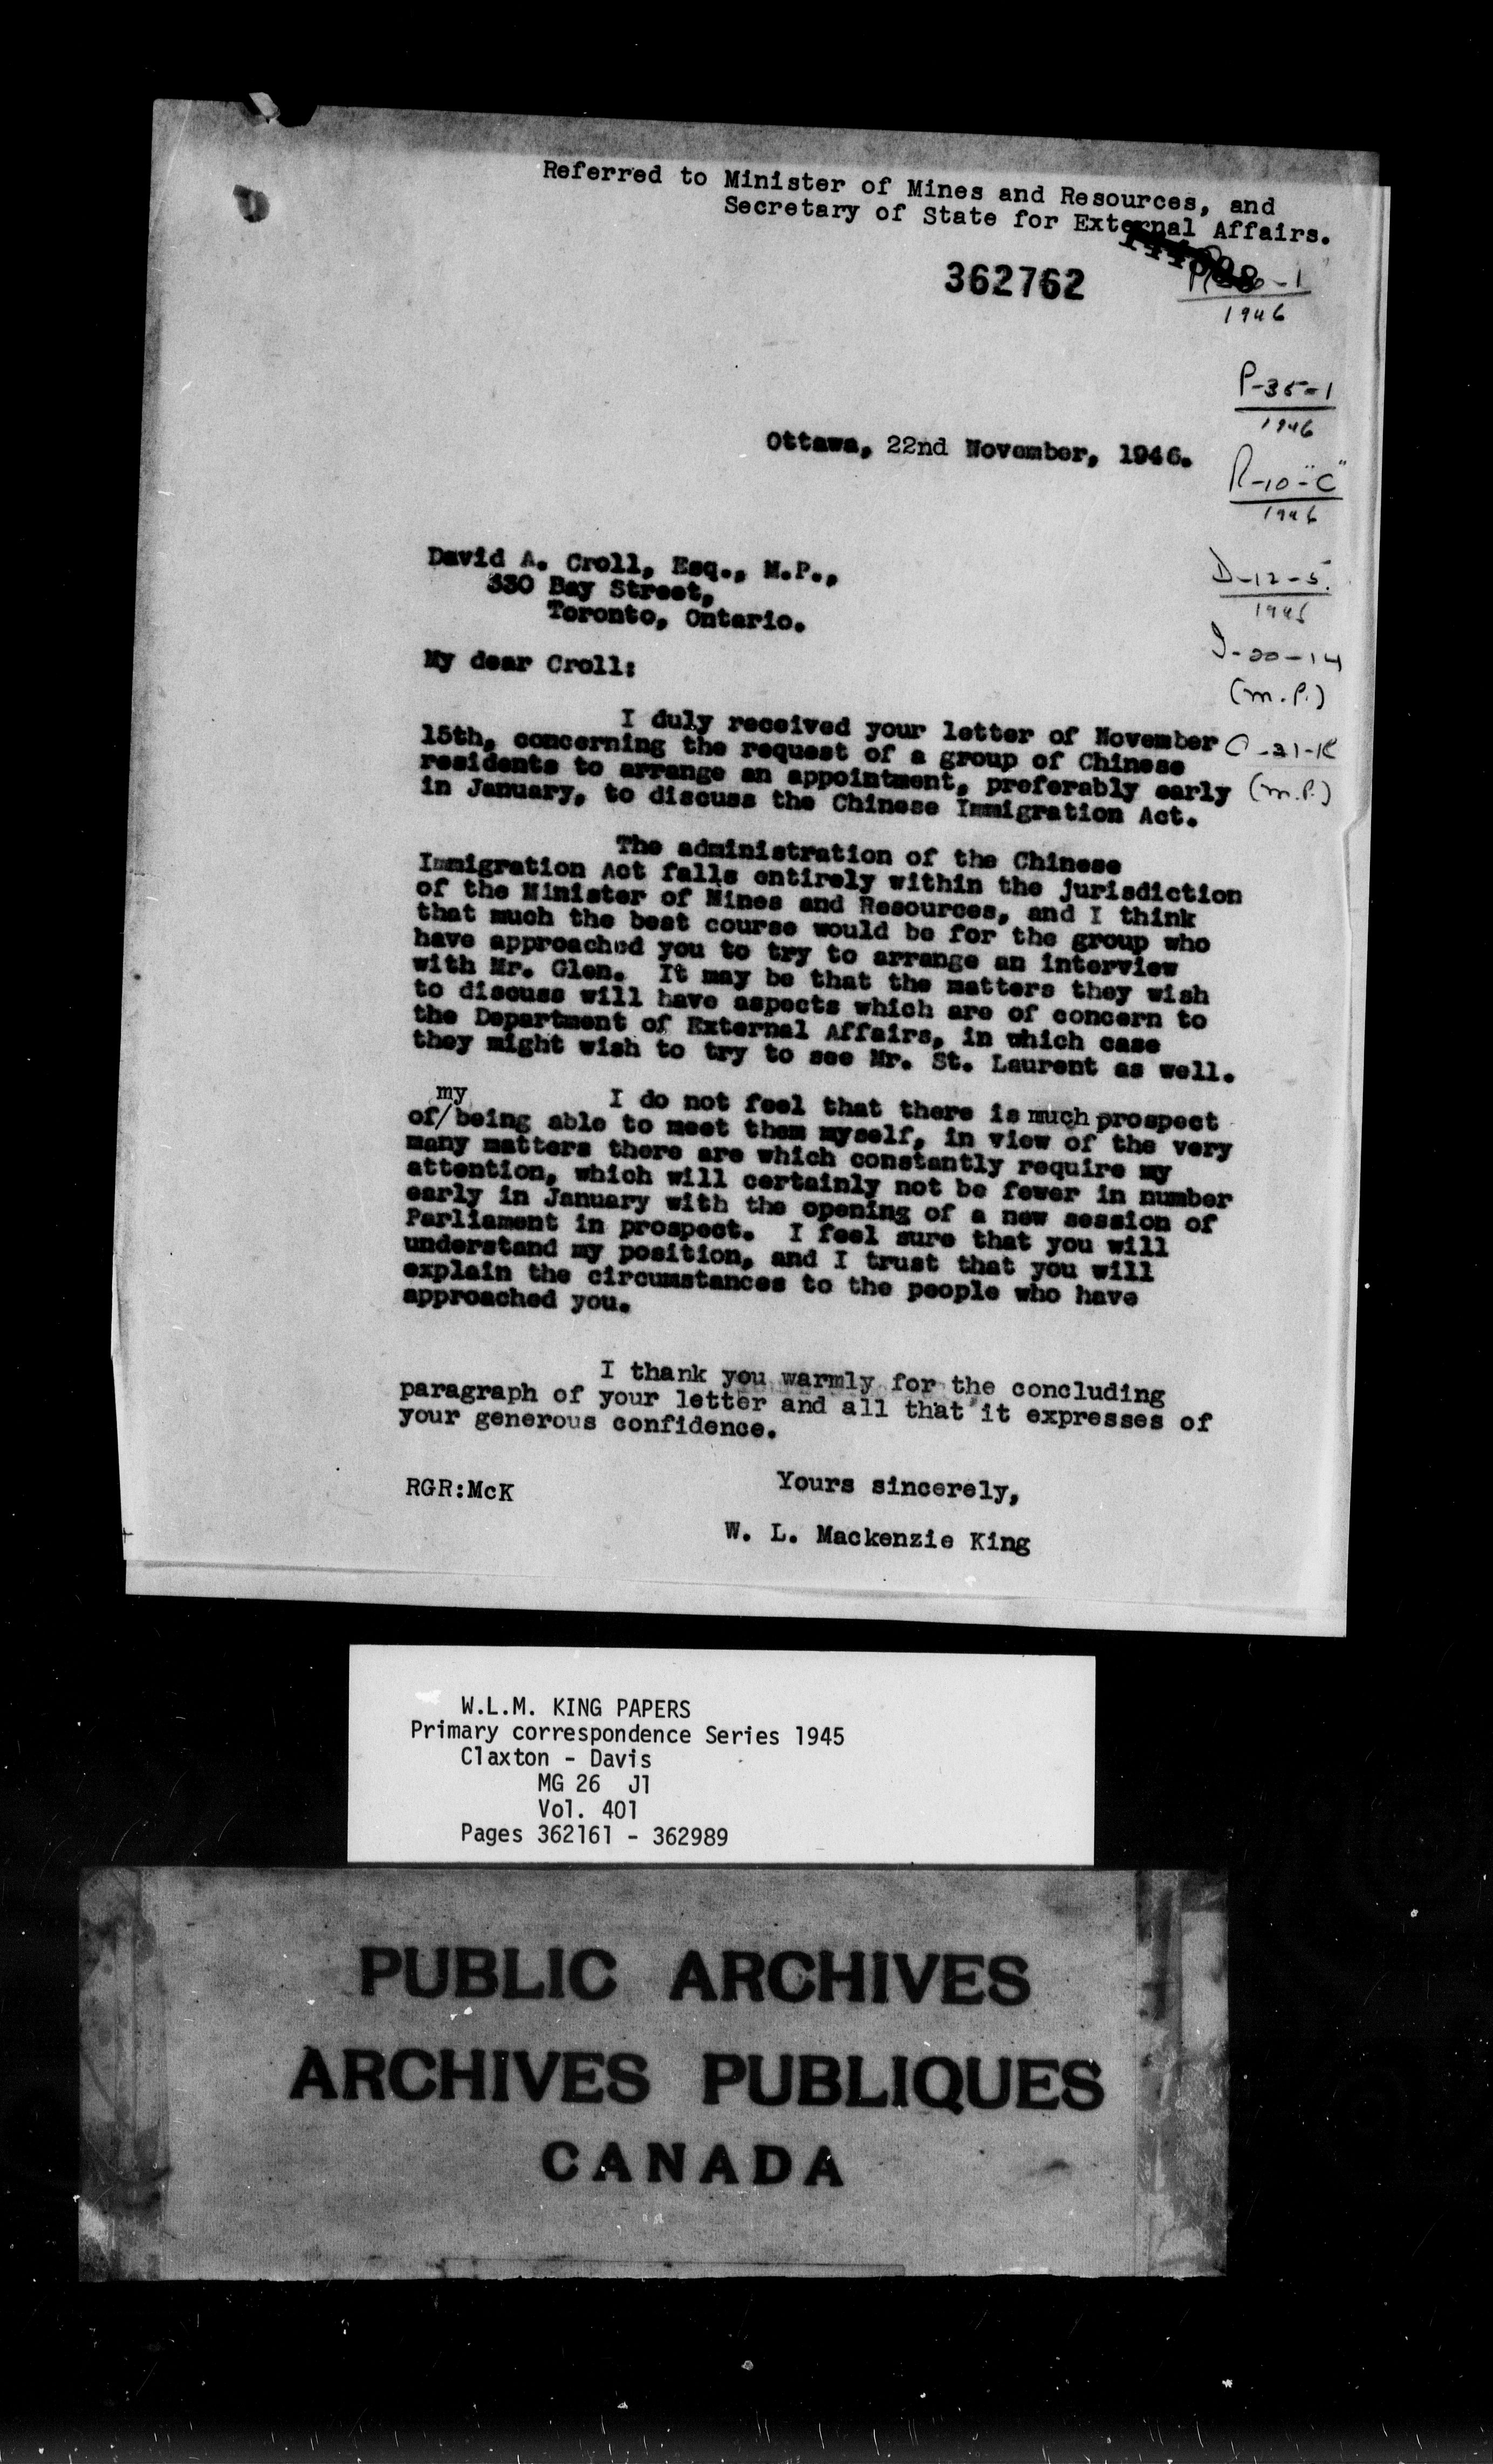 Referred to Minister of Mines and Resources, and
Secretary of State for External Affairs.
362762
1946
P-35-1
1946
R-10-"C"
1946
Ottawa, 22nd November, 1946.
David A. Croll, Esq., M.P.,
330 Bay Street,
Toronto, Ontario.
D-12-5.
1945
J-20-14
(M.P.)
My dear Croll:
I duly received your letter of November
15th, concerning the request of a group of Chinese
residents to arrange an appointment, preferably early
in January, to discuss the Chinese Immigration Act.
(M.P.)
The administration of the Chinese
Immigration Act falls entirely within the jurisdiction
of the Minister of Mines and Resources, and I think
that much the best course would be for the group who
have approached you to try to arrange an interview
with Mr. Glen. It may be that the matters they wish
to discuss will have aspects which are of concern to
the Department of External Affairs, in which case
they might wish to try to see Mr. St. Laurent as well.
I do not feel that there is much prospect
of/my being able to meet them myself, in view of the very
many matters there are which constantly require my
attention, which will certainly not be fewer in number
early in January with the opening of a new session of
Parliament in prospect. I feel sure that you will
understand my position, and I trust that you will
explain the circumstances to the people who have
approached you.
I thank you warmly for the concluding
paragraph of your letter and all that it expresses of
your generous confidence.
Yours sincerely,
RGR:McK
W. L. Mackenzie King
W.L.M. KING PAPERS
Primary correspondence Series 1945
Claxton - Davis
MG 26 J1
Vol. 401
Pages 362161 - 362989
PUBLIC ARCHIVES
ARCHIVES PUBLIQUES
CANADA